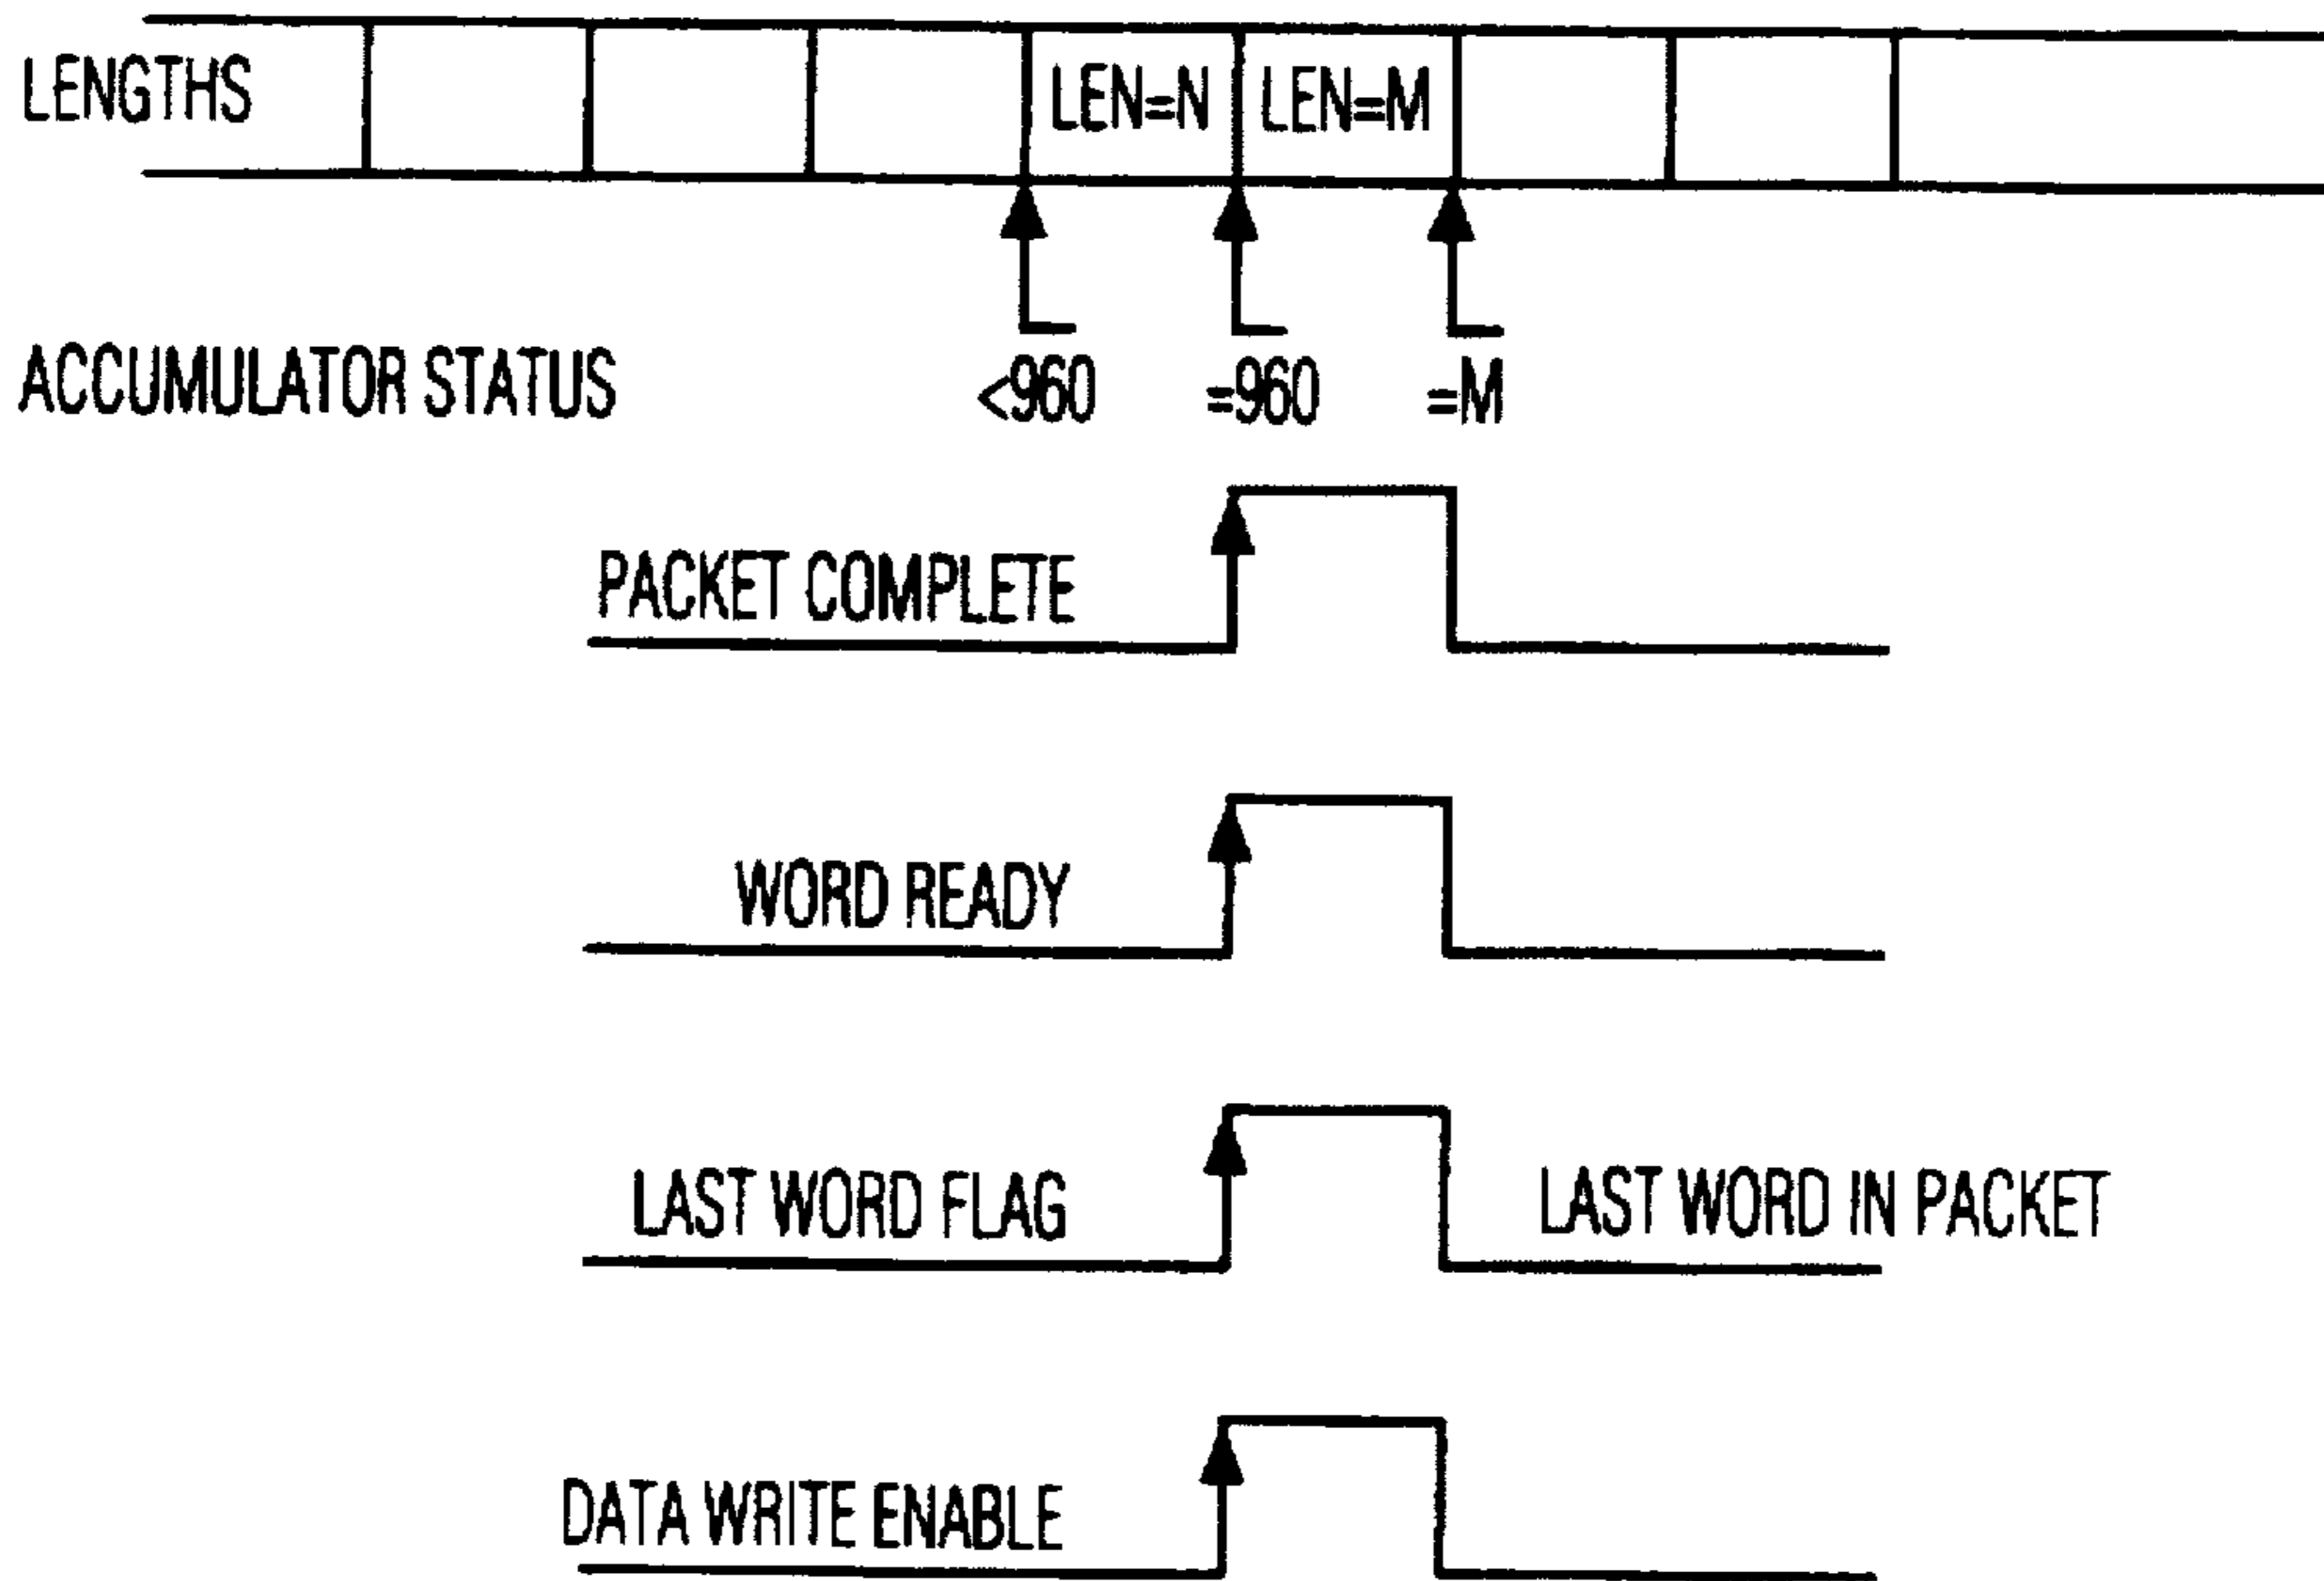 LENGTHS LEN=N LEN=M
ACCUMULATOR STATUS <960 =960 =M
PACKET COMPLETE
WORD READY
LAST WORD FLAG LAST WORD IN PACKET
DATA WRITE ENABLE